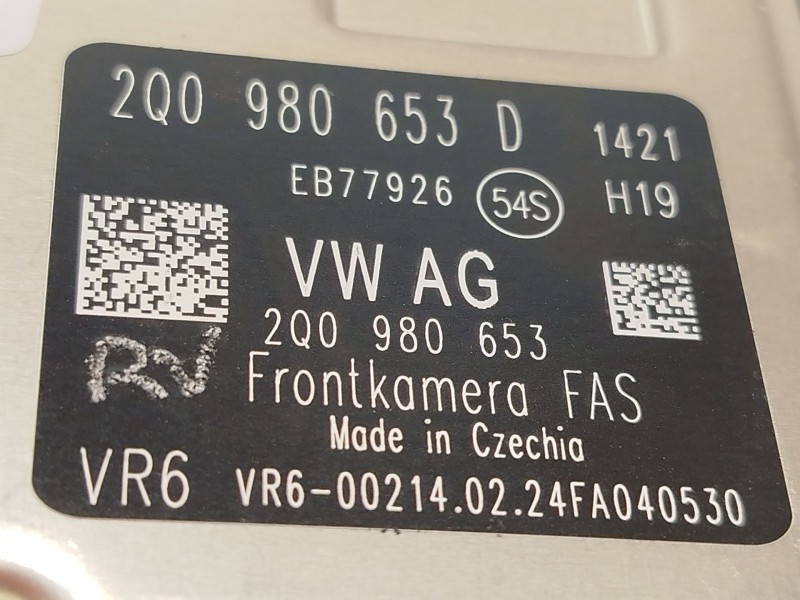 2Q0 980 653 D 1421
EB77926 54S H19
VW AG
2Q0 980 653
RV
Frontkamera FAS
Made in Czechia
VR6 VR6-00214.02.24FA040530